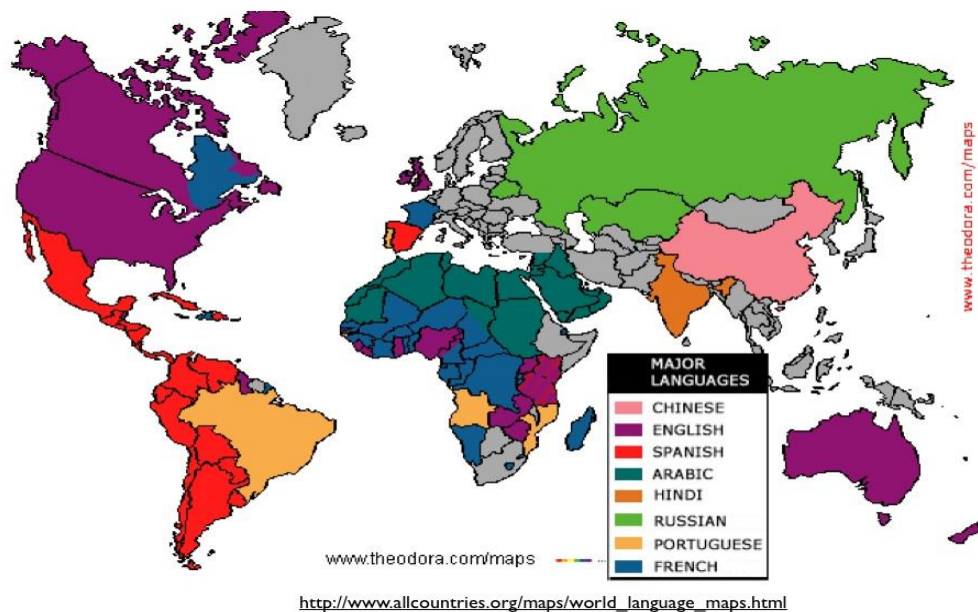 www.theodora.com/maps
MAJOR
LANGUAGES
CHINESE
ENGLISH
SPANISH
ARABIC
HINDI
RUSSIAN
PORTUGUESE
FRENCH
www.theodora.com/maps
http://www.allcountries.org/maps/world_language_maps.html